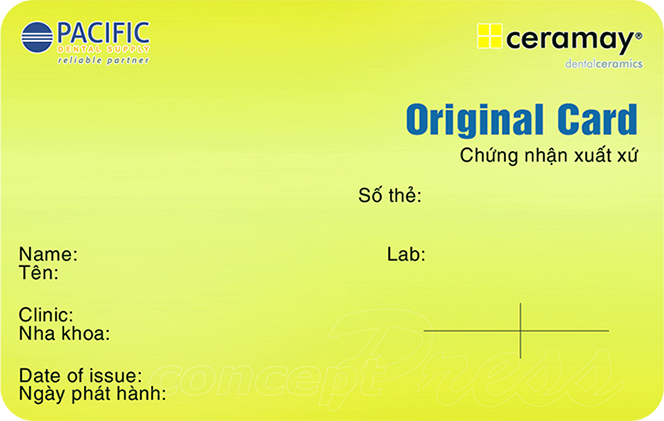 PACIFIC
DENTAL SUPPLY
reliable partner
ceramay®
dentalceramics
Original Card
Chứng nhận xuất xứ
Số thẻ:
Name:
Tên:
Lab:
Clinic:
Nha khoa:
Date of issue:
Ngày phát hành:
concept Press